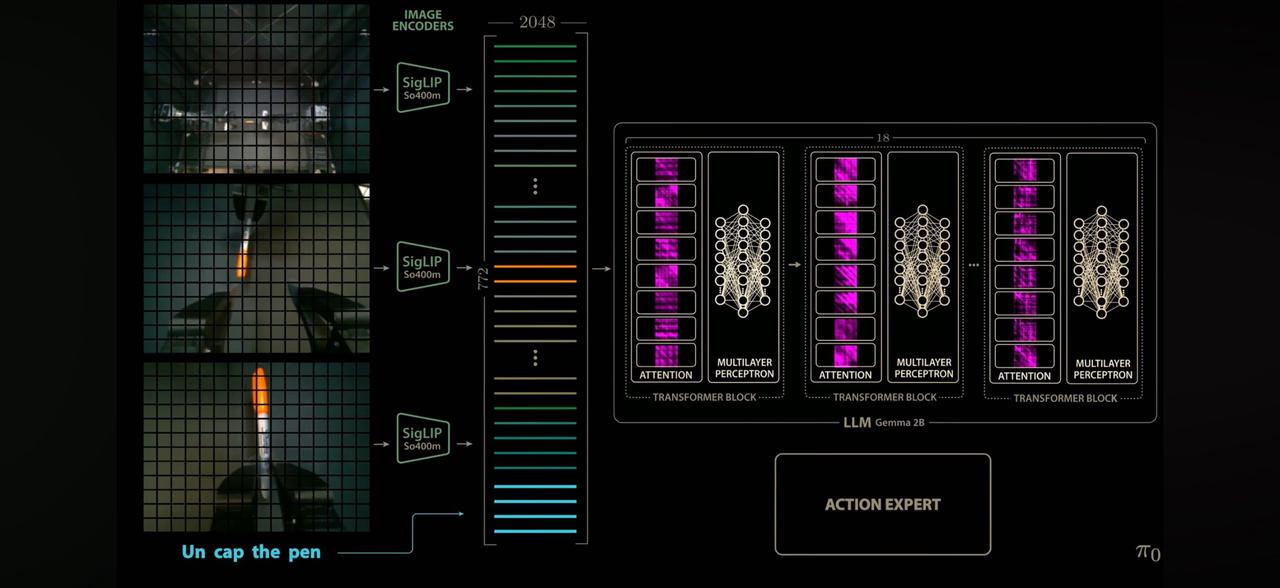 IMAGE
ENCODERS
2048
SigLIP
So400m
SigLIP
So400m
SigLIP
So400m
772
Un cap the pen
18
ATTENTION
MULTILAYER
PERCEPTRON
TRANSFORMER BLOCK
ATTENTION
MULTILAYER
PERCEPTRON
TRANSFORMER BLOCK
ATTENTION
MULTILAYER
PERCEPTRON
TRANSFORMER BLOCK
LLM Gemma 2B
ACTION EXPERT
π0